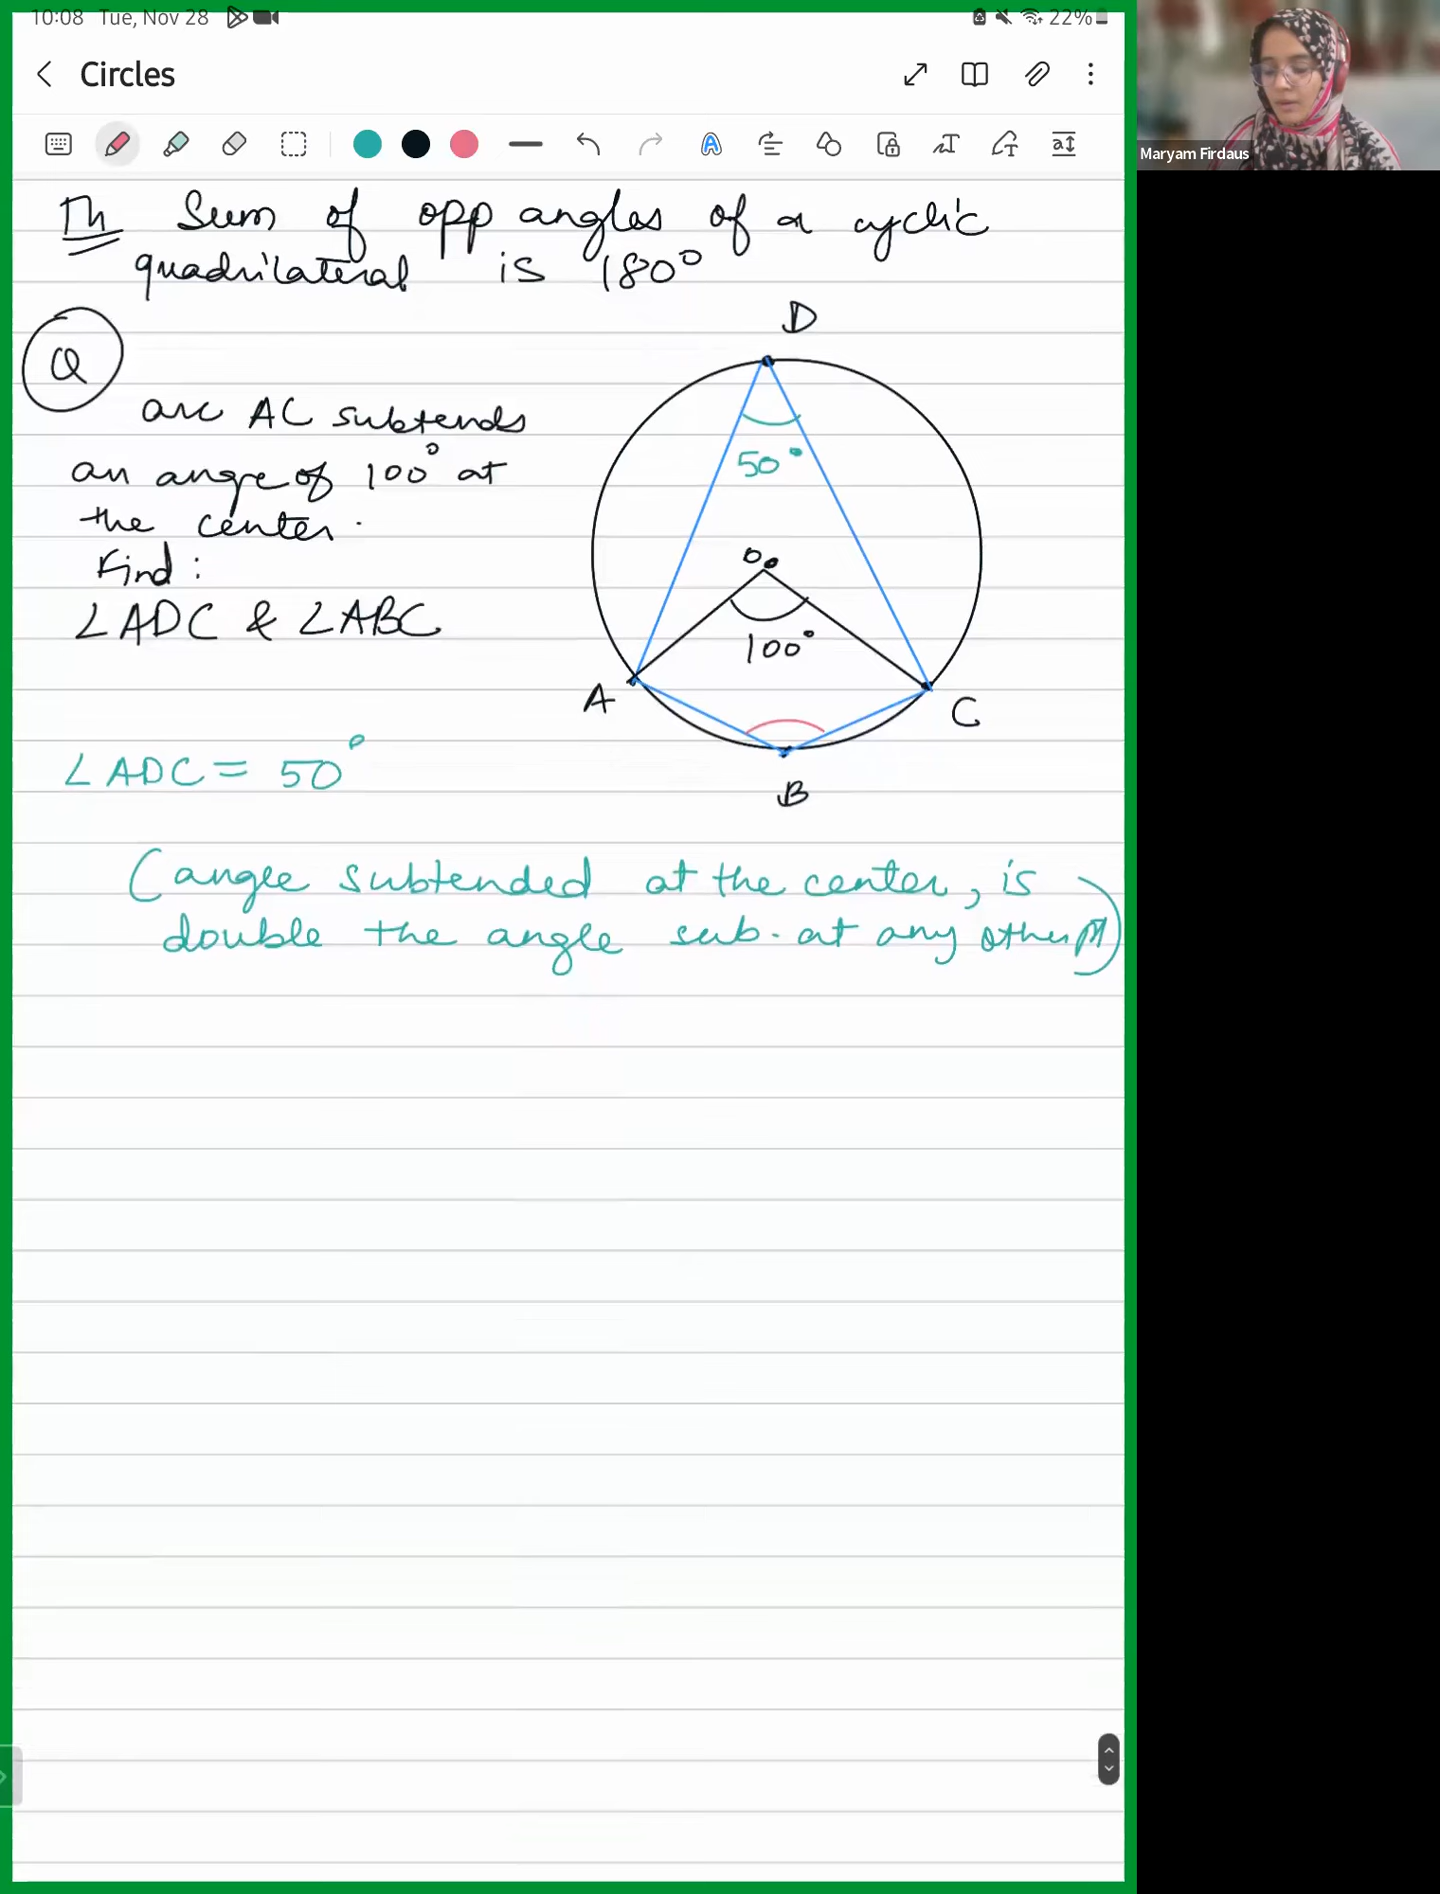 10:08 Tue, Nov 28
22%
Circles
Maryam Firdaus
Th Sum of opp angles of a cyclic
quadrilateral is 180°
Q
arc AC subtends
an angle of 100° at
the center.
Find:
∠ADC & ∠ABC
D
50°
O
100°
A
C
B
∠ADC = 50°
(angle subtended at the center, is
double the angle sub. at any other pt)